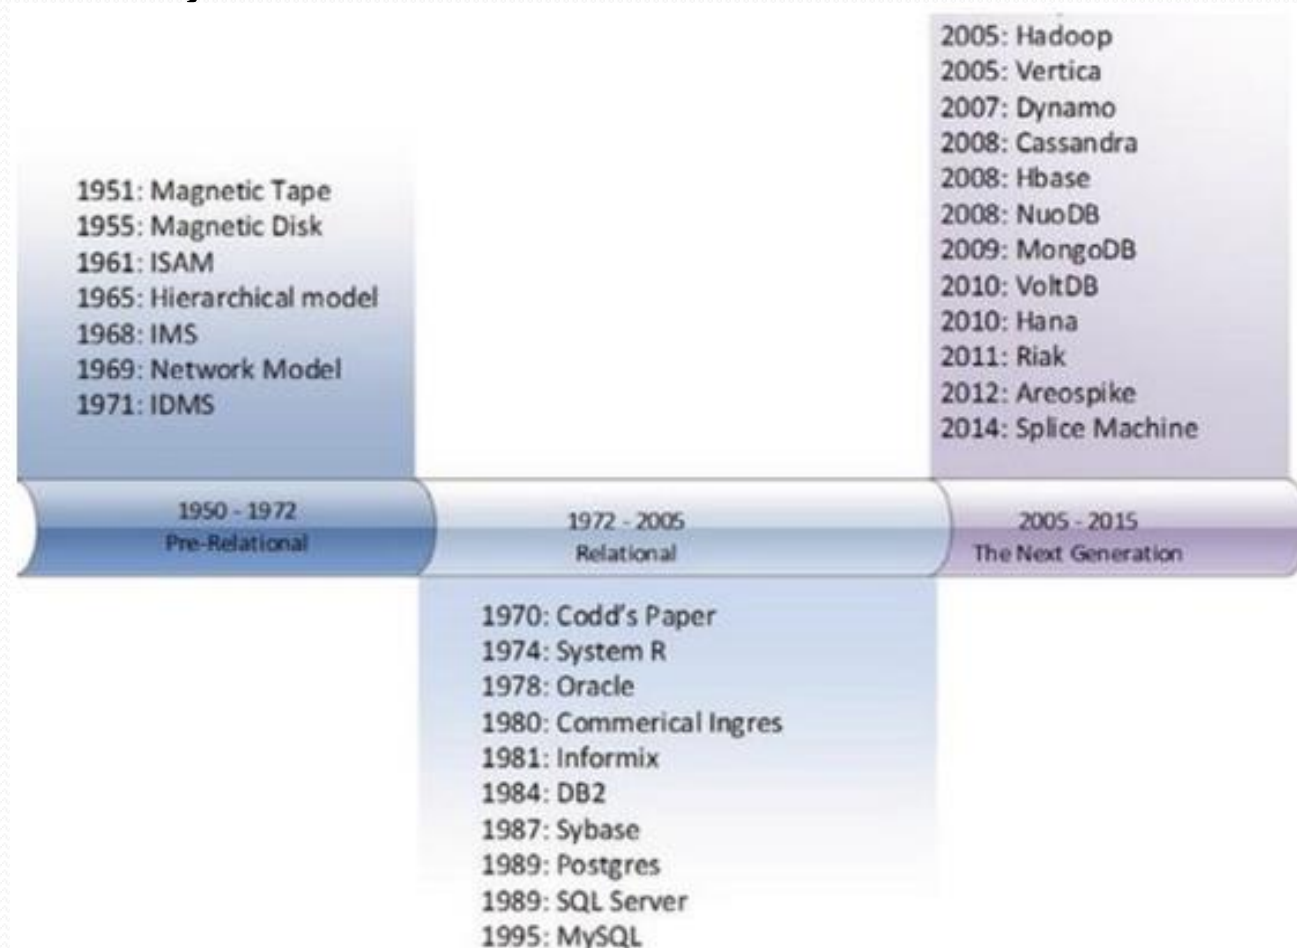 1951: Magnetic Tape
1955: Magnetic Disk
1961: ISAM
1965: Hierarchical model
1968: IMS
1969: Network Model
1971: IDMS
2005: Hadoop
2005: Vertica
2007: Dynamo
2008: Cassandra
2008: Hbase
2008: NuoDB
2009: MongoDB
2010: VoltDB
2010: Hana
2011: Riak
2012: Areospike
2014: Splice Machine
1950 - 1972
Pre-Relational
1972 - 2005
Relational
2005 - 2015
The Next Generation
1970: Codd's Paper
1974: System R
1978: Oracle
1980: Commerical Ingres
1981: Informix
1984: DB2
1987: Sybase
1989: Postgres
1989: SQL Server
1995: MySQL